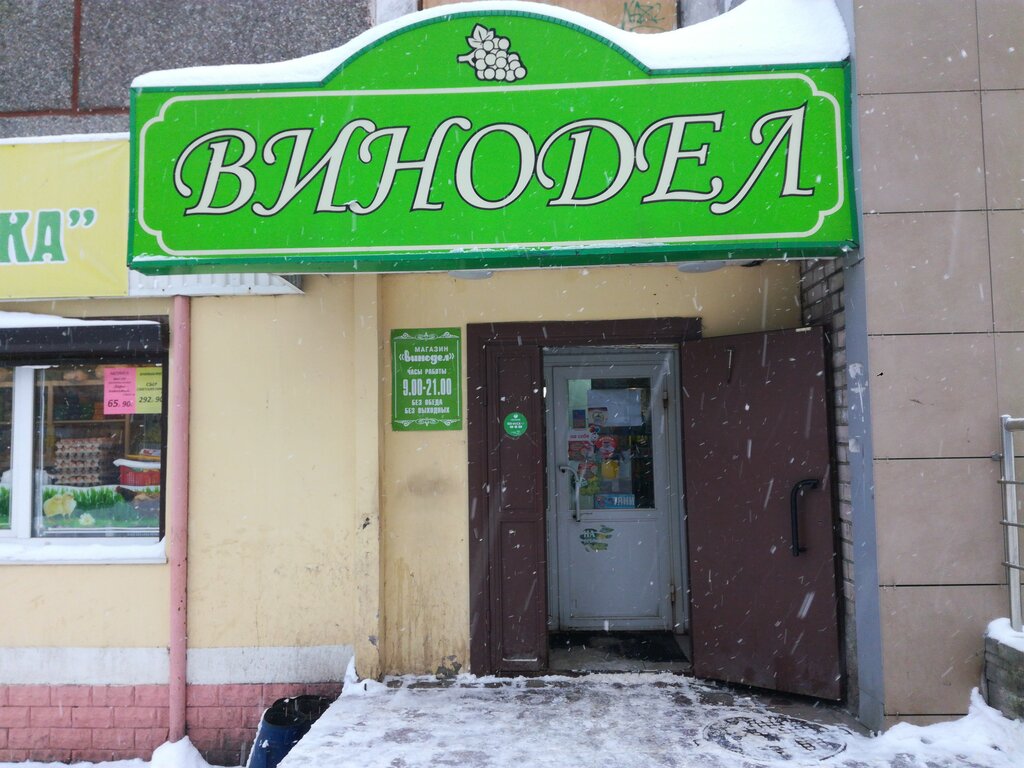 ВИНОДЕЛ
КА”
МАГАЗИН
«Винодел»
ЧАСЫ РАБОТЫ
9.00-21.00
БЕЗ ОБЕДА
БЕЗ ВЫХОДНЫХ
65.90
292.90